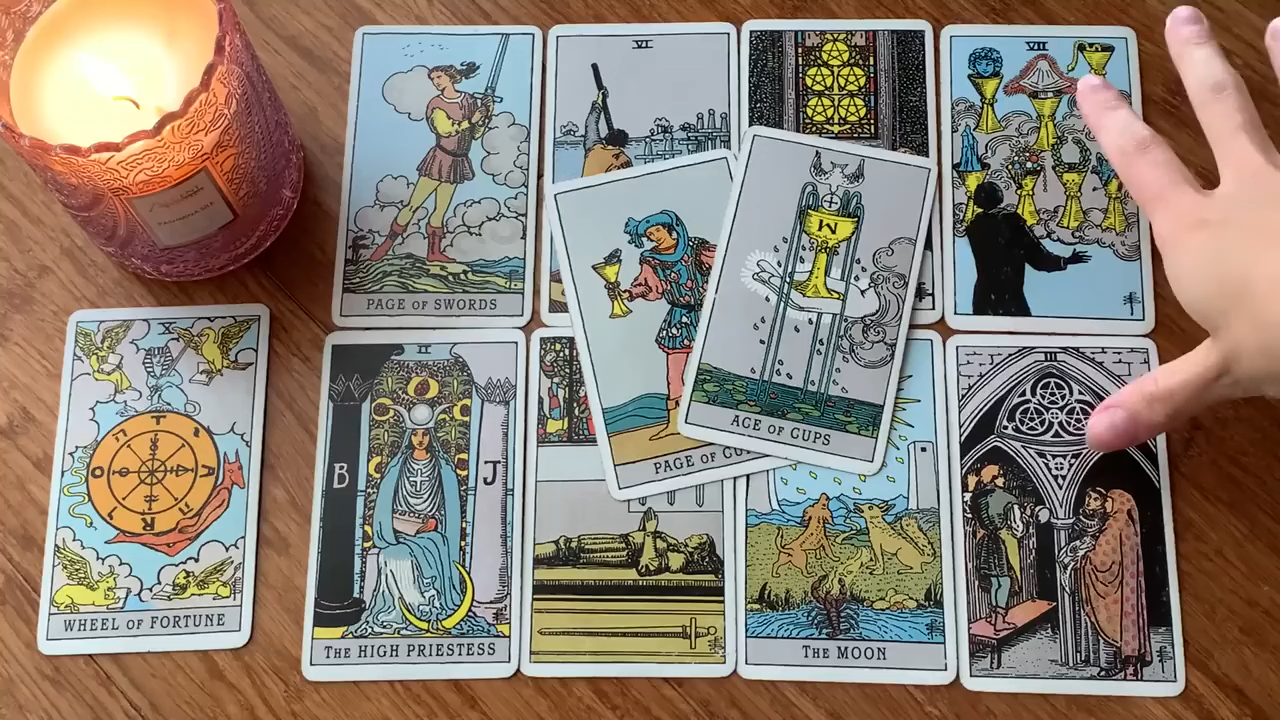 PAGE OF SWORDS
VI
VII
X
T
A
R
O
WHEEL OF FORTUNE
II
B
J
THE HIGH PRIESTESS
PAGE OF CU
M
ACE OF CUPS
THE MOON
III